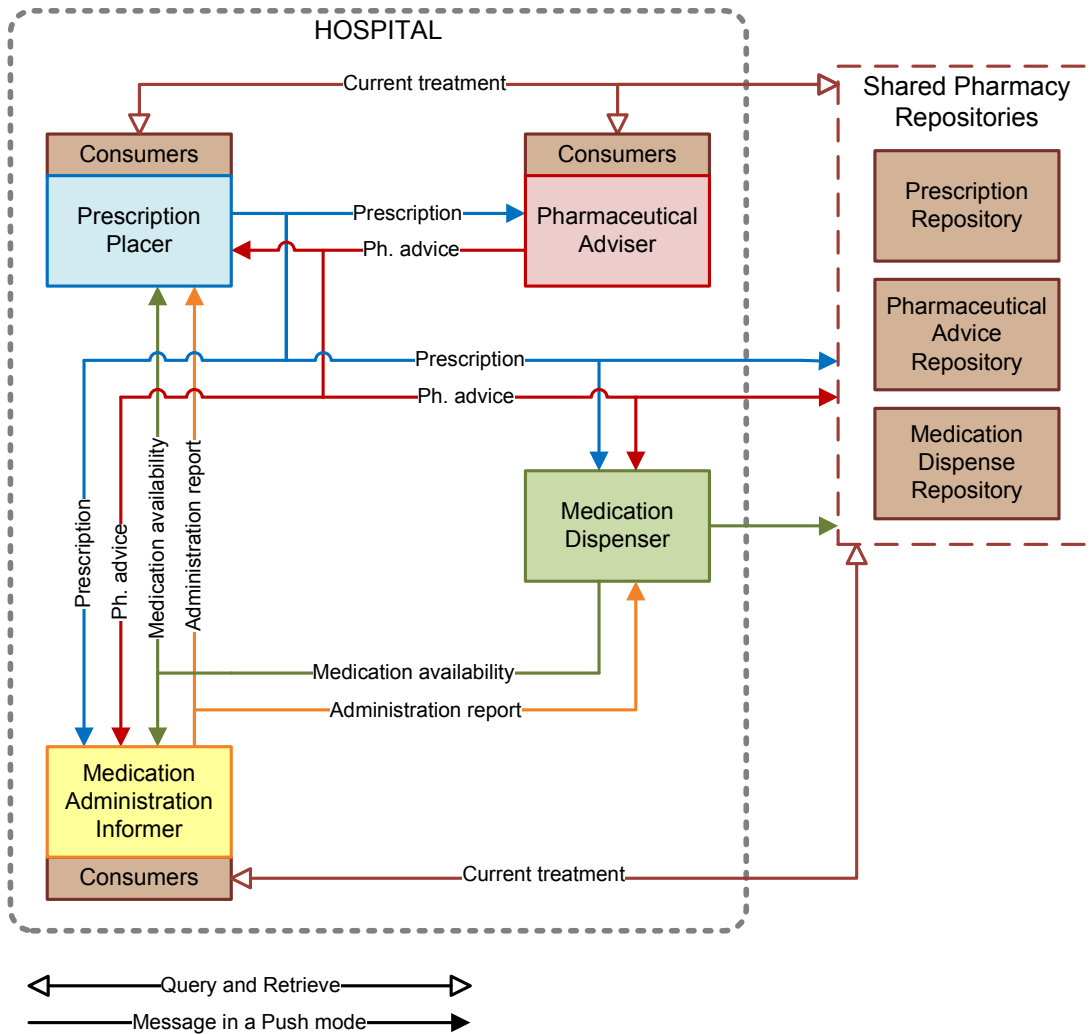 HOSPITAL
Current treatment
Shared Pharmacy
Repositories
Consumers
Consumers
Prescription
Placer
Prescription
Pharmaceutical
Adviser
Ph. advice
Prescription
Repository
Pharmaceutical
Advice
Repository
Prescription
Ph. advice
Medication
Dispense
Repository
Prescription
Ph. advice
Medication availability
Administration report
Medication
Dispenser
Medication availability
Administration report
Medication
Administration
Informer
Consumers
Current treatment
Query and Retrieve
Message in a Push mode